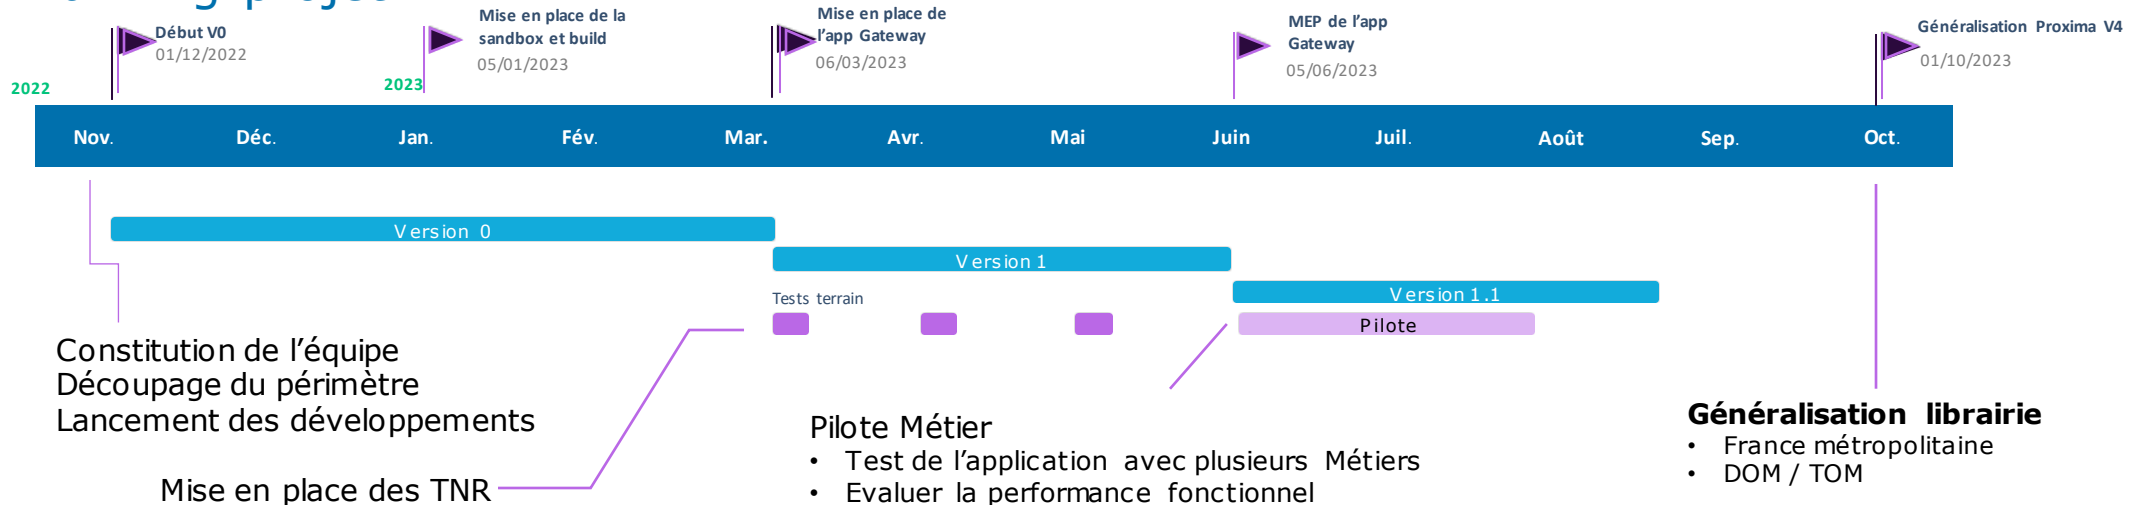 Début V0
01/12/2022
Mise en place de la
sandbox et build
05/01/2023
Mise en place de
l’app Gateway
06/03/2023
MEP de l’app
Gateway
05/06/2023
Généralisation Proxima V4
01/10/2023
2022
2023
Nov. Déc. Jan. Fév. Mar. Avr. Mai Juin Juil. Août Sep. Oct.
Version 0
Version 1
Version 1.1
Tests terrain
Pilote
Constitution de l’équipe
Découpage du périmètre
Lancement des développements
Mise en place des TNR
Pilote Métier
• Test de l’application avec plusieurs Métiers
• Evaluer la performance fonctionnel
Généralisation librairie
• France métropolitaine
• DOM / TOM